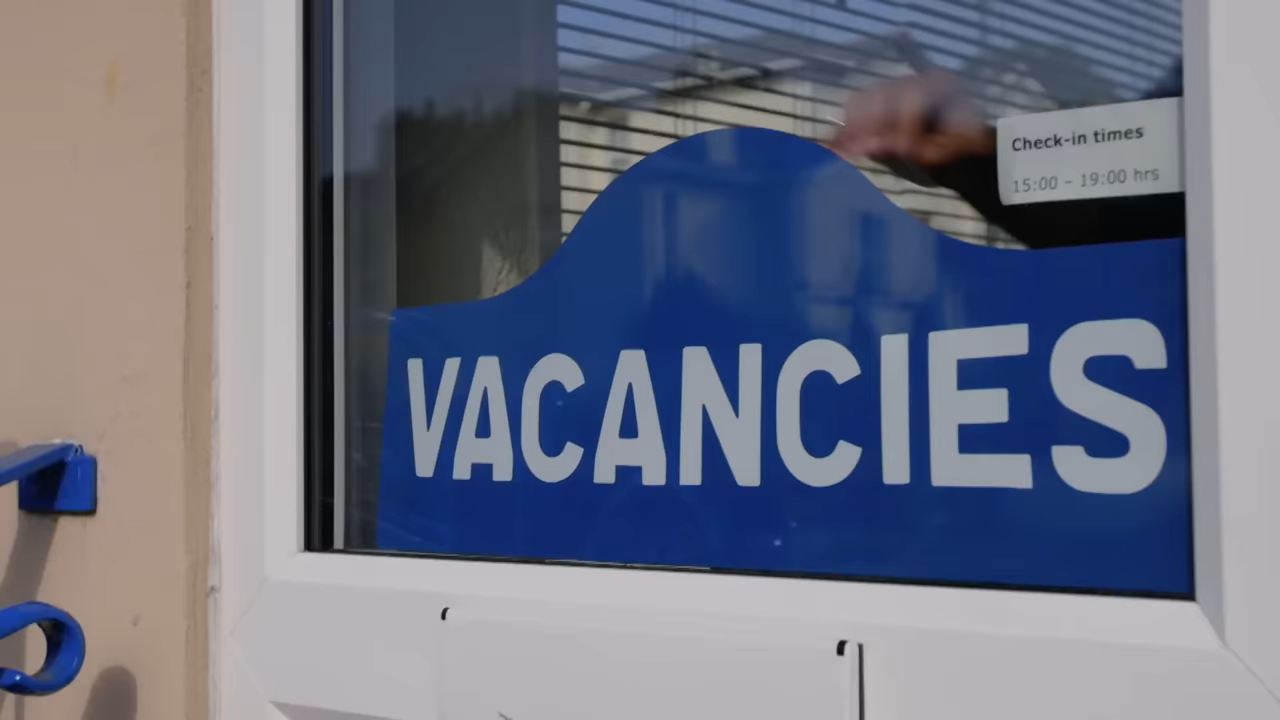 Check-in times
15:00 – 19:00 hrs
VACANCIES